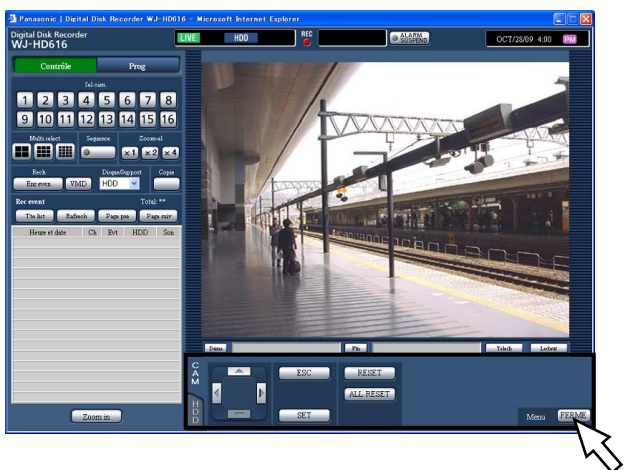 Panasonic | Digital Disk Recorder WJ-HD616 - Microsoft Internet Explorer
Digital Disk Recorder
WJ-HD616
LIVE HDD
REC
ALARM
SUSPEND
OCT/28/09 4:00 PM
Contrôle Prog
Sel cam.
1 2 3 4 5 6 7 8
9 10 11 12 13 14 15 16
Multi select Sequence Zoom-el
×1 ×2 ×4
Rech Disque/Support Copie
Enr even VMD HDD
Rec event Total: **
Tte list Rafresh Page pre Page suiv
Heure et date Ch Evt HDD Son
Zoom in
Dema Fin Telech Lecteur
CAM
HDD
ESC RESET
ALL RESET
SET
Menu FERME